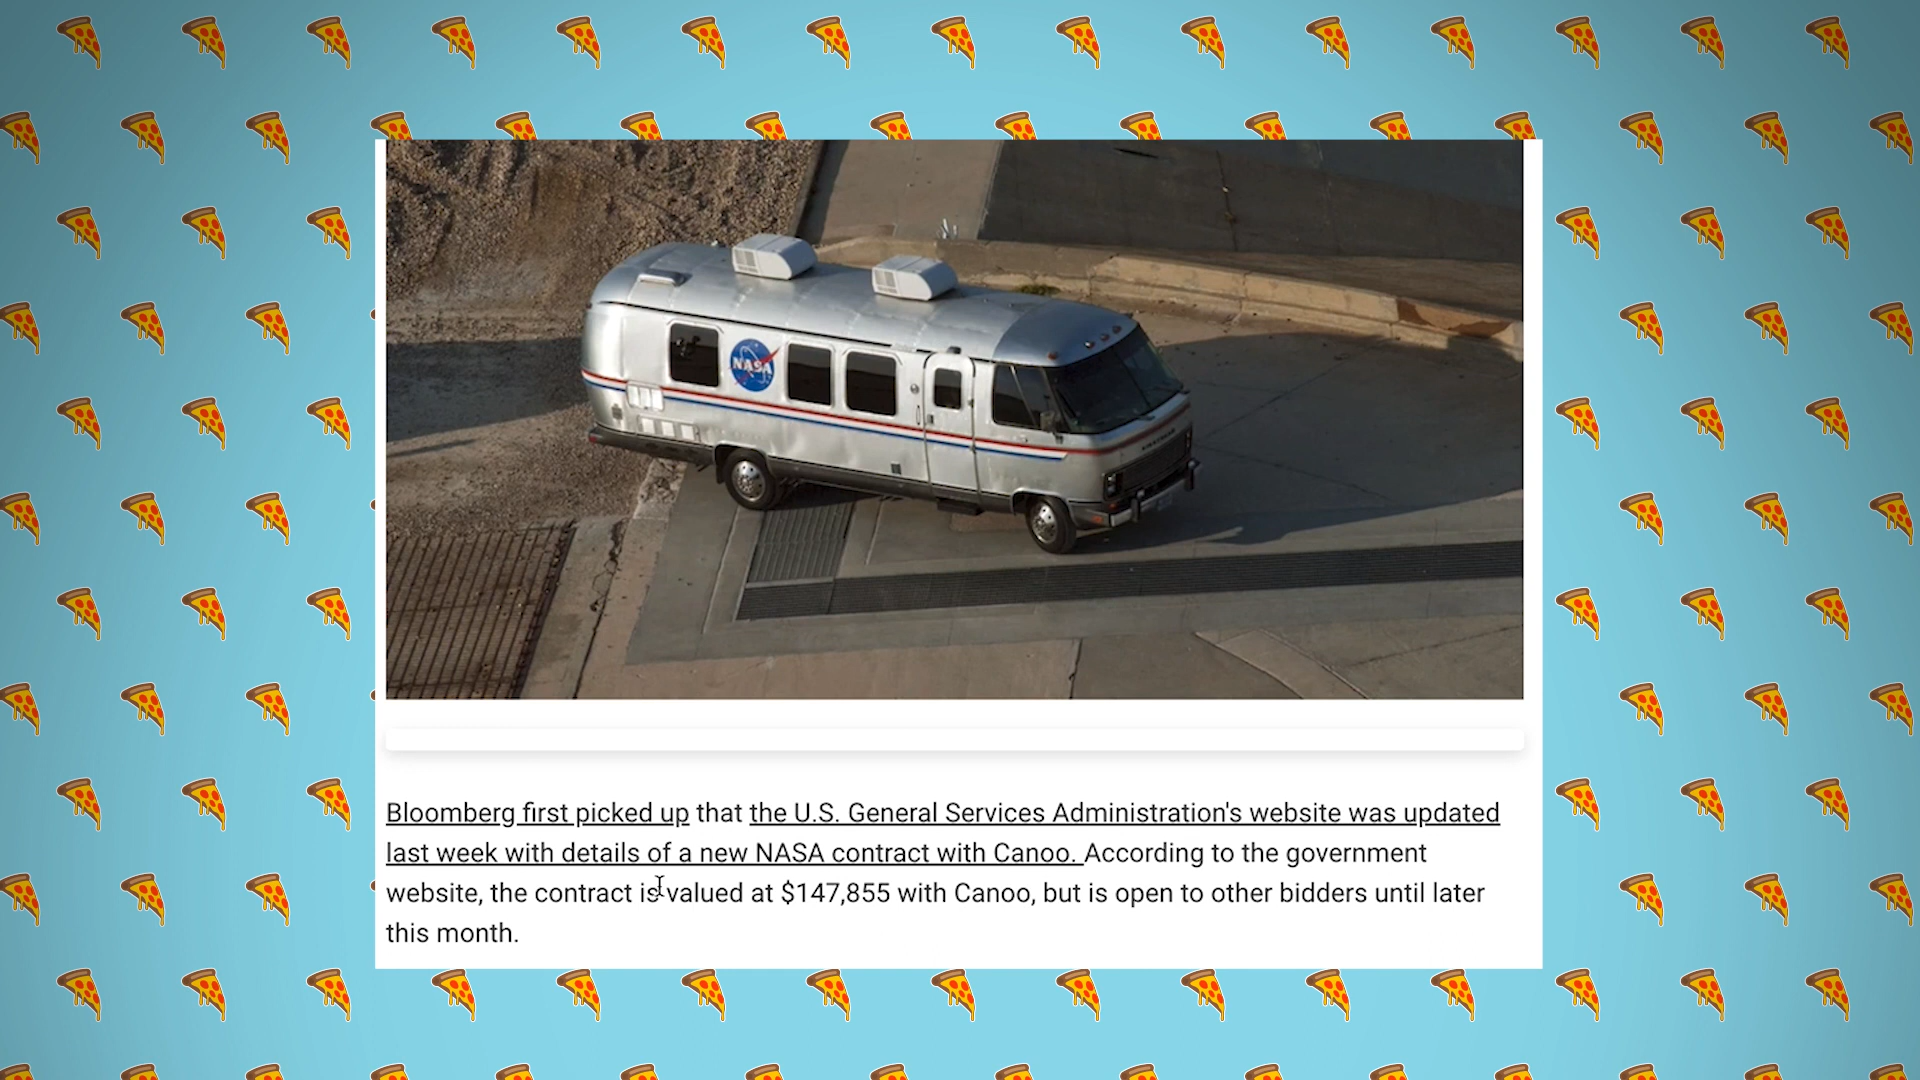 NASA
Bloomberg first picked up that the U.S. General Services Administration's website was updated
last week with details of a new NASA contract with Canoo. According to the government
website, the contract is valued at $147,855 with Canoo, but is open to other bidders until later
this month.